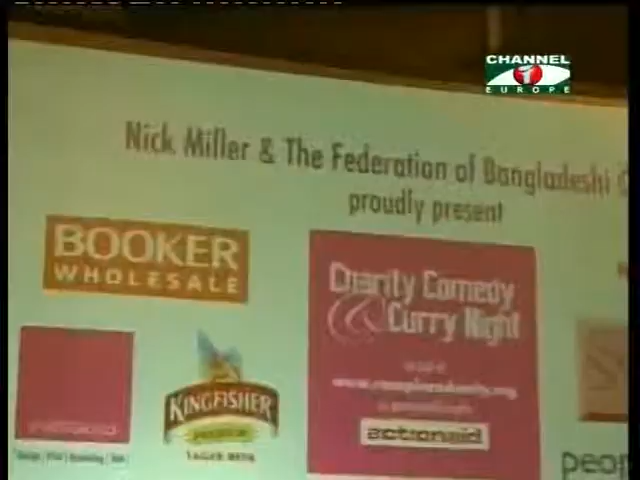 CHANNEL
EUROPE
Nick Miller & The Federation of Bangladeshi
proudly present
BOOKER
WHOLESALE
Charity Comedy
@ Curry Night
KINGFISHER
PREMIUM
LAGER BEER
actionaid
peop